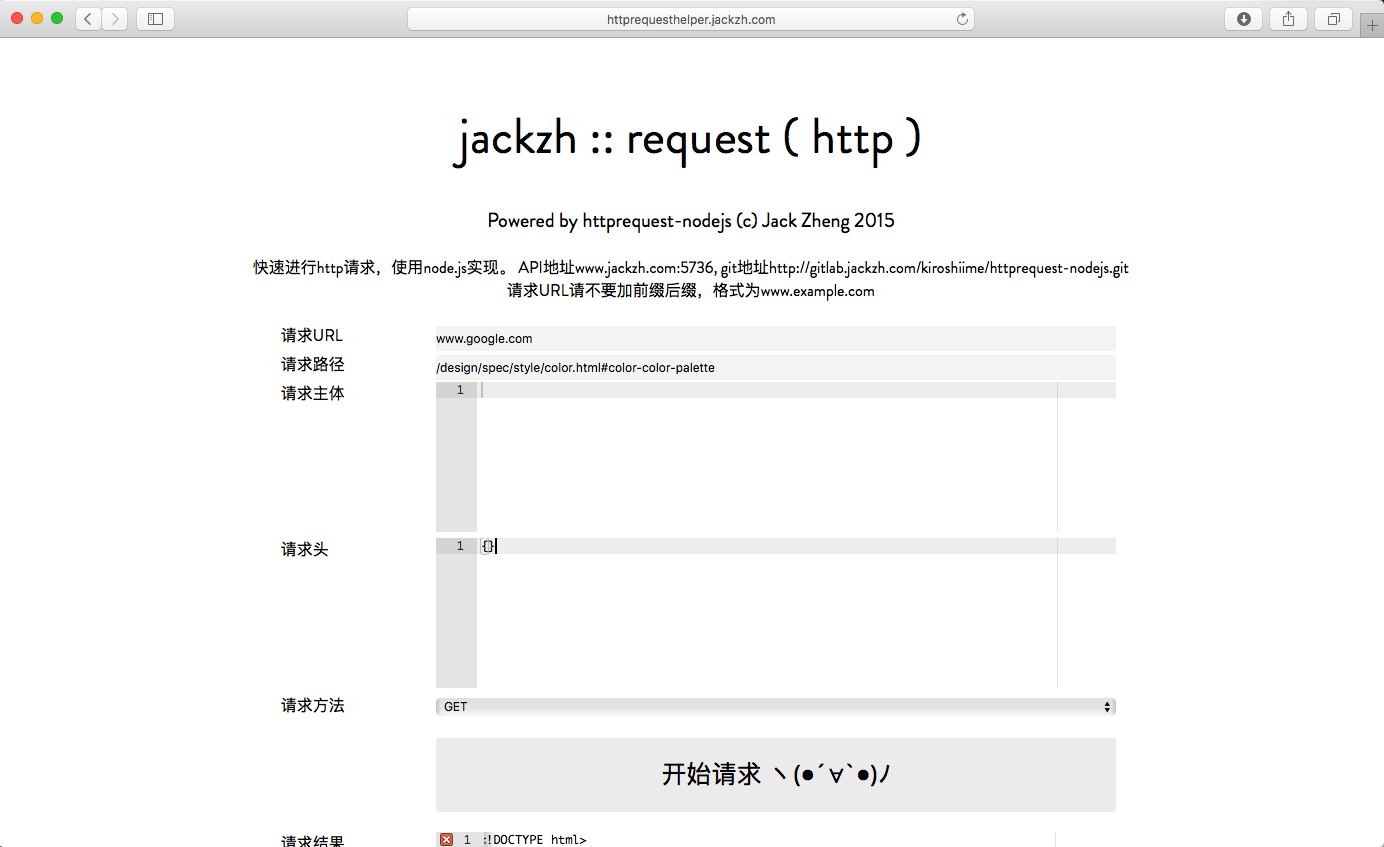 httprequesthelper.jackzh.com
jackzh :: request ( http )
Powered by httprequest-nodejs (c) Jack Zheng 2015
快速进行http请求，使用node.js实现。 API地址www.jackzh.com:5736, git地址http://gitlab.jackzh.com/kiroshiime/httprequest-nodejs.git
请求URL请不要加前缀后缀，格式为www.example.com
请求URL
www.google.com
请求路径
/design/spec/style/color.html#color-color-palette
请求主体
1
请求头
1 {}
请求方法
GET
开始请求 ヽ(●´∀`●)ﾉ
请求结果
1 <!DOCTYPE html>